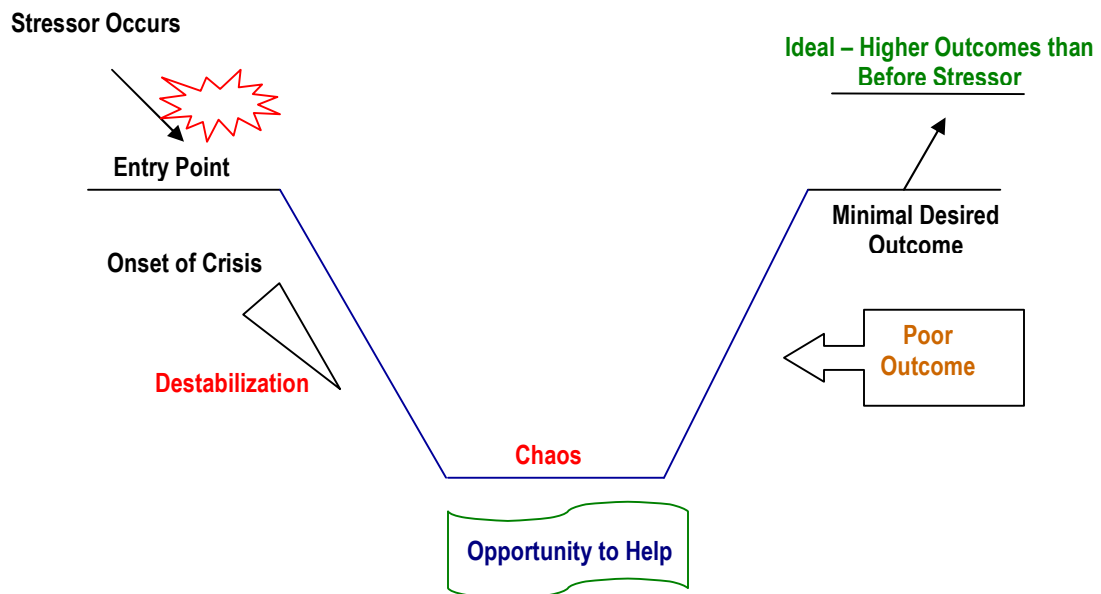 Stressor Occurs
Ideal – Higher Outcomes than
Before Stressor
Entry Point
Minimal Desired
Outcome
Onset of Crisis
Poor
Outcome
Destabilization
Chaos
Opportunity to Help